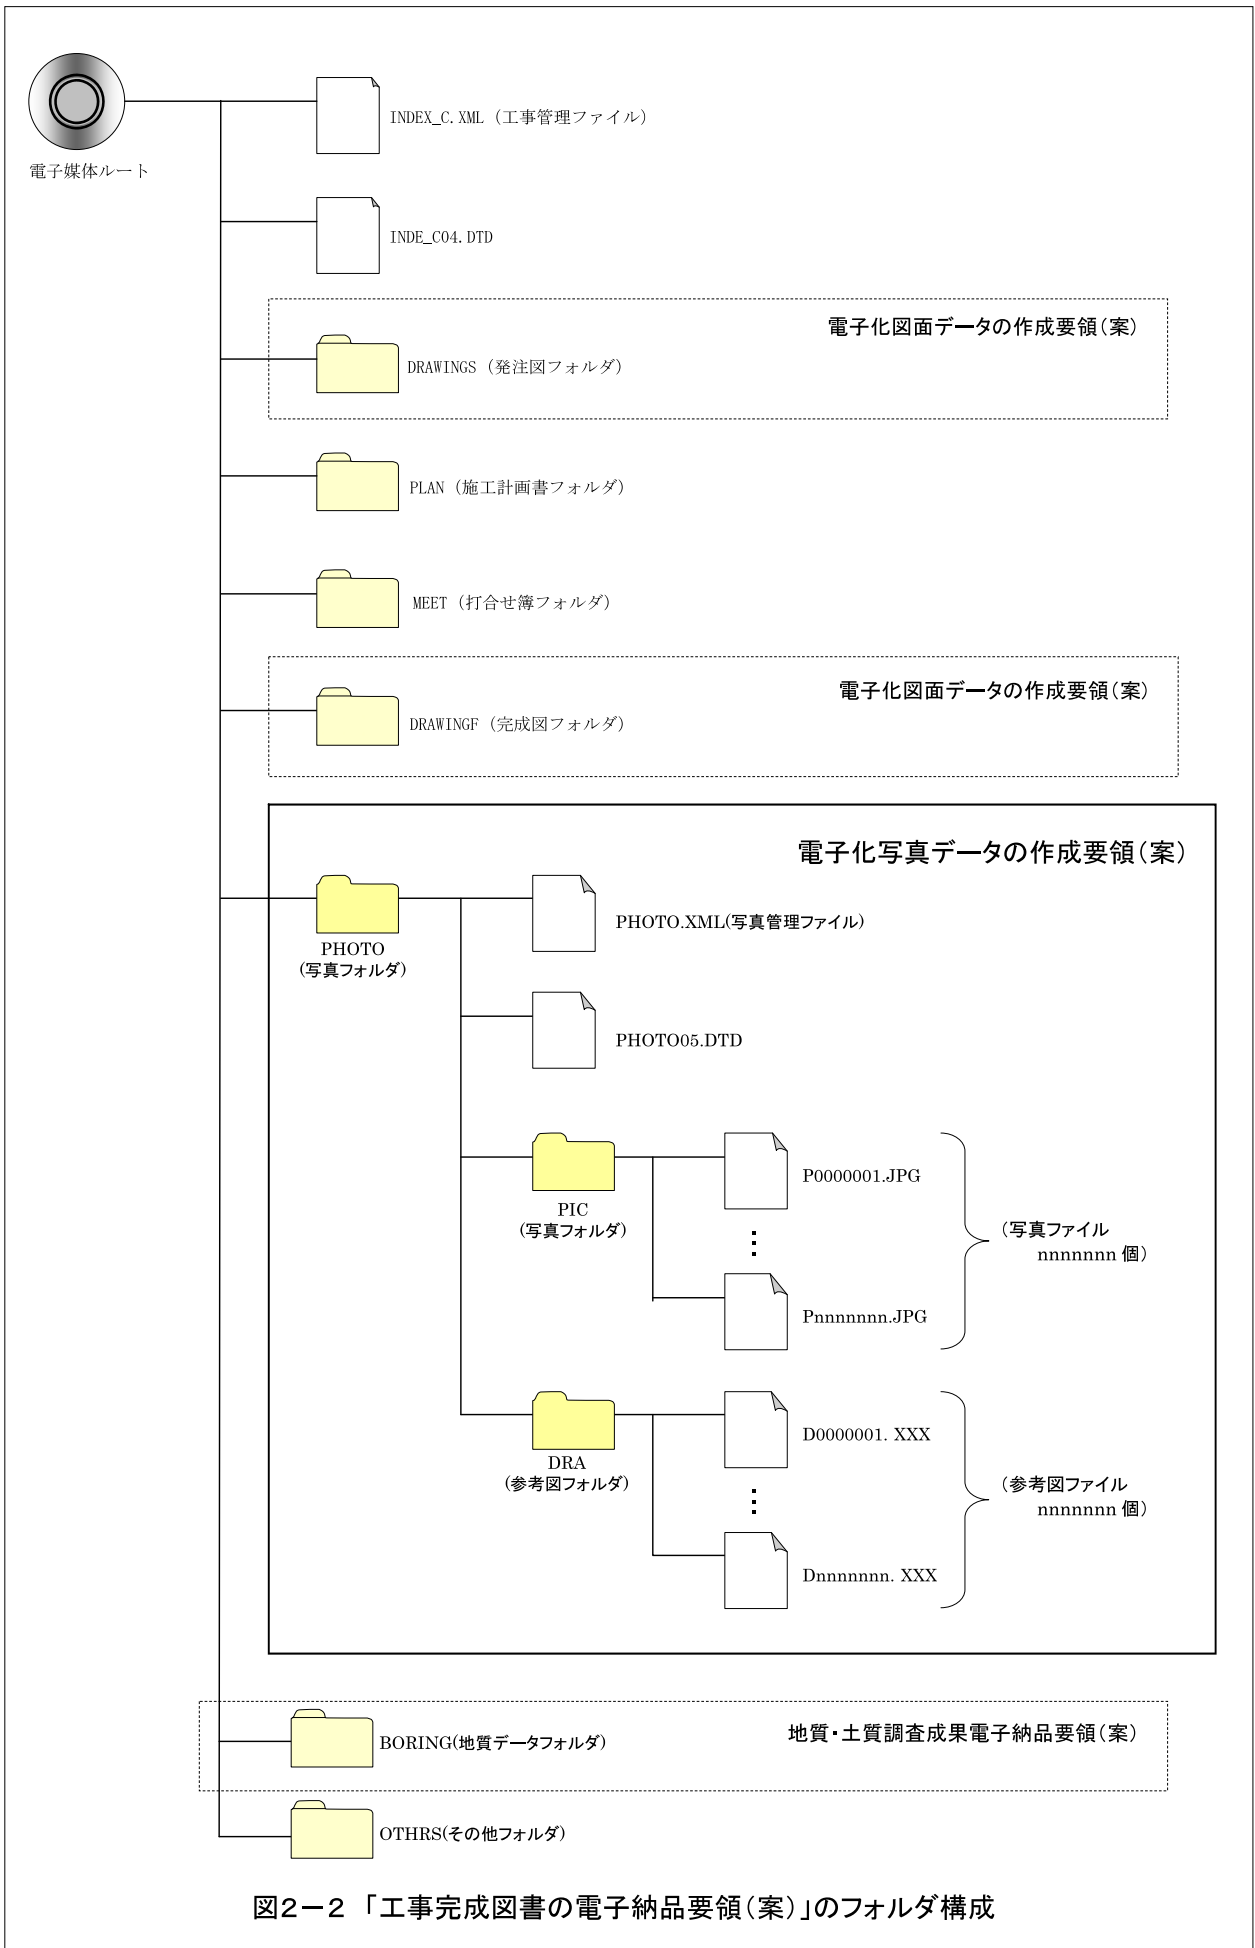 INDEX_C.XML（工事管理ファイル）
電子媒体ルート
INDE_C04.DTD
電子化図面データの作成要領（案）
DRAWINGS（発注図フォルダ）
PLAN（施工計画書フォルダ）
MEET（打合せ簿フォルダ）
電子化図面データの作成要領（案）
DRAWINGF（完成図フォルダ）
電子化写真データの作成要領（案）
PHOTO.XML(写真管理ファイル)
PHOTO
(写真フォルダ)
PHOTO05.DTD
P0000001.JPG
PIC
(写真フォルダ)
（写真ファイル
nnnnnnn 個）
Pnnnnnnn.JPG
D0000001. XXX
DRA
(参考図フォルダ)
（参考図ファイル
nnnnnnn 個）
Dnnnnnnn. XXX
地質・土質調査成果電子納品要領（案）
BORING(地質データフォルダ)
OTHRS(その他フォルダ)
図２－２ 「工事完成図書の電子納品要領（案）」のフォルダ構成